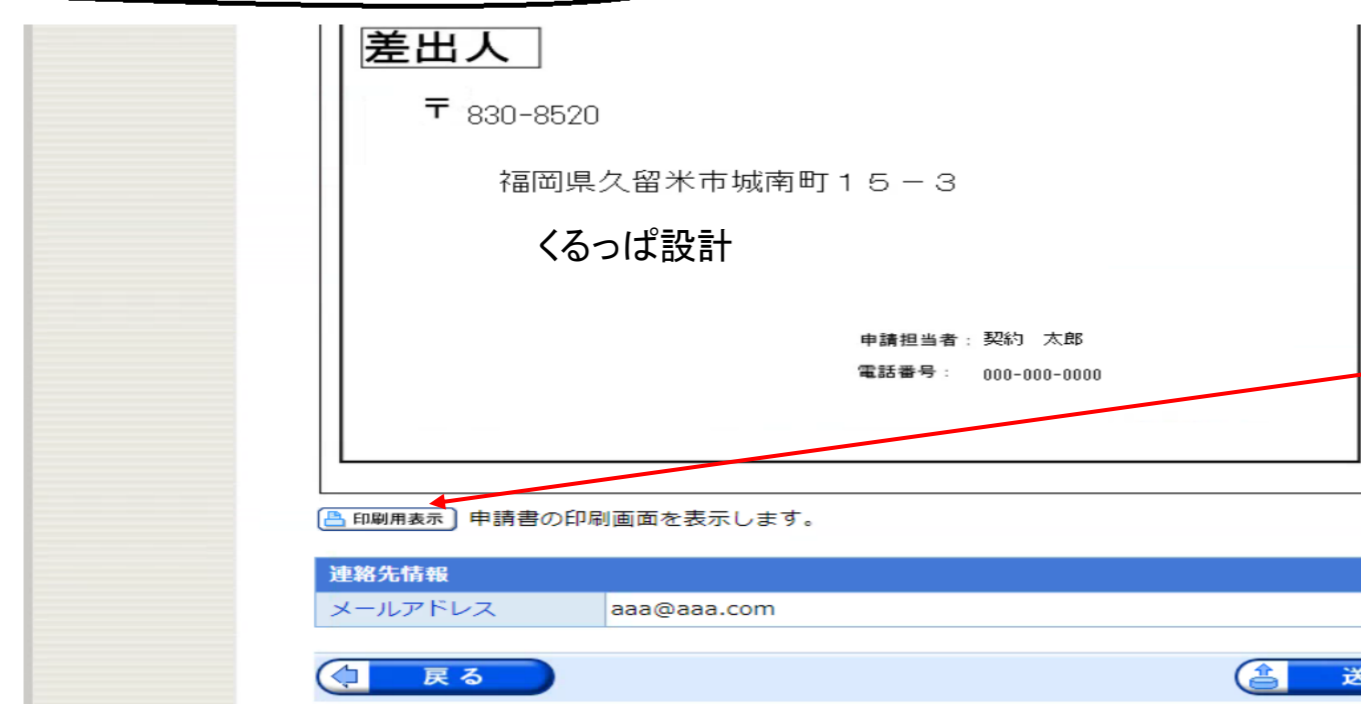 差出人
〒 830-8520
福岡県久留米市城南町１５－３
くるっぱ設計
申請担当者： 契約　太郎
電話番号： 000-000-0000
印刷用表示 申請書の印刷画面を表示します。
連絡先情報
メールアドレス aaa@aaa.com
戻る 送